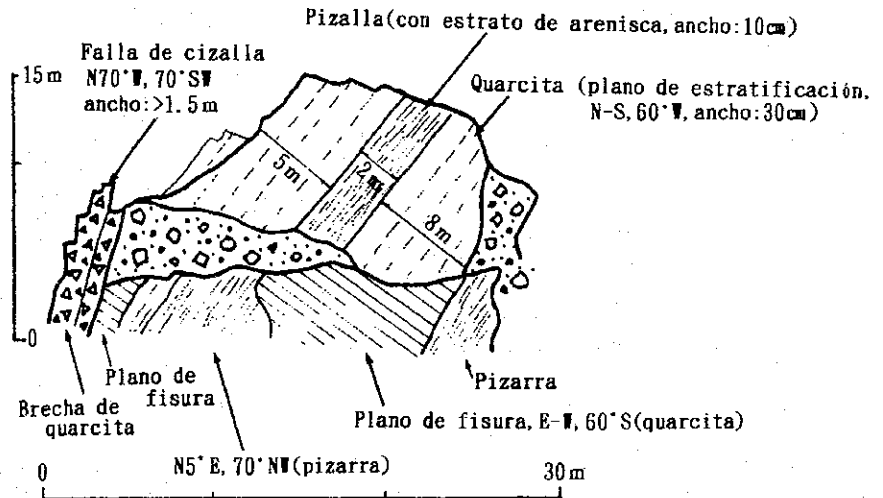 Pizalla(con estrato de arenisca, ancho:10cm)
Falla de cizalla
N70°W, 70°SW
ancho:>1.5m
15m
Quarcita (plano de estratificación.
N-S, 60°W, ancho:30cm)
5m
2m
8m
0
Plano de
fisura
Brecha de
quarcita
Pizarra
Plano de fisura, E-W, 60°S(quarcita)
N5°E, 70°NW(pizarra)
0
30m